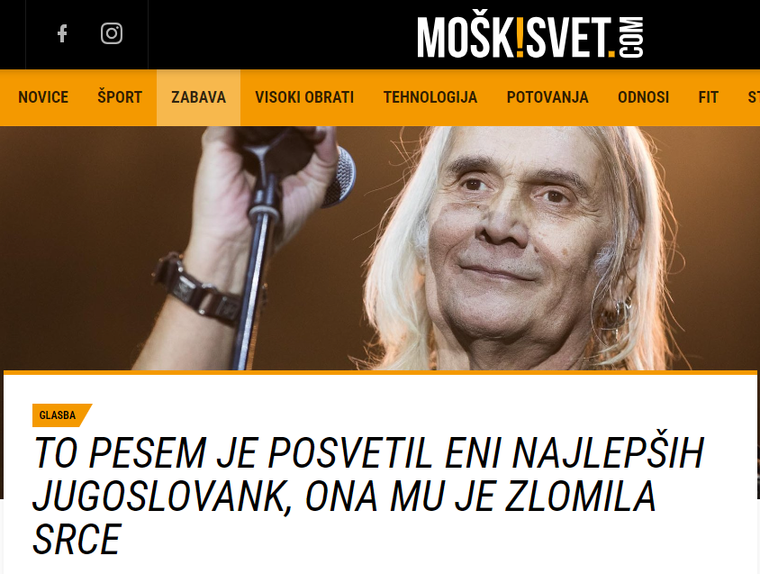 MOŠK!SVET.COM
NOVICE ŠPORT ZABAVA VISOKI OBRATI TEHNOLOGIJA POTOVANJA ODNOSI FIT ST
GLASBA
TO PESEM JE POSVETIL ENI NAJLEPŠIH
JUGOSLOVANK, ONA MU JE ZLOMILA
SRCE